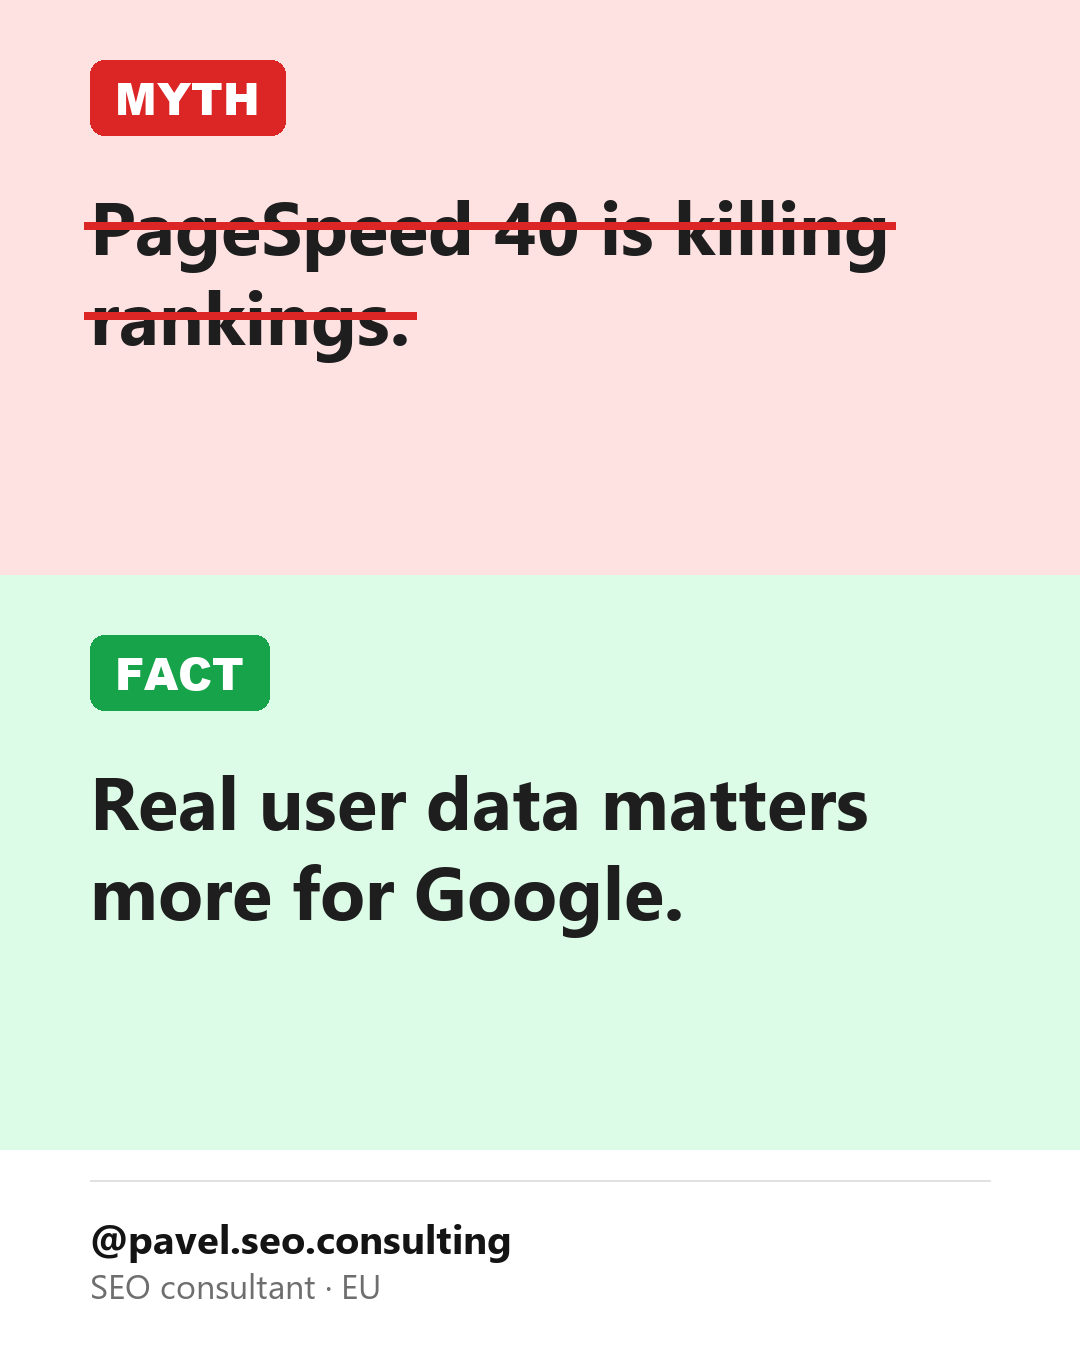 MYTH
PageSpeed 40 is killing
rankings.
FACT
Real user data matters
more for Google.
@pavel.seo.consulting
SEO consultant · EU